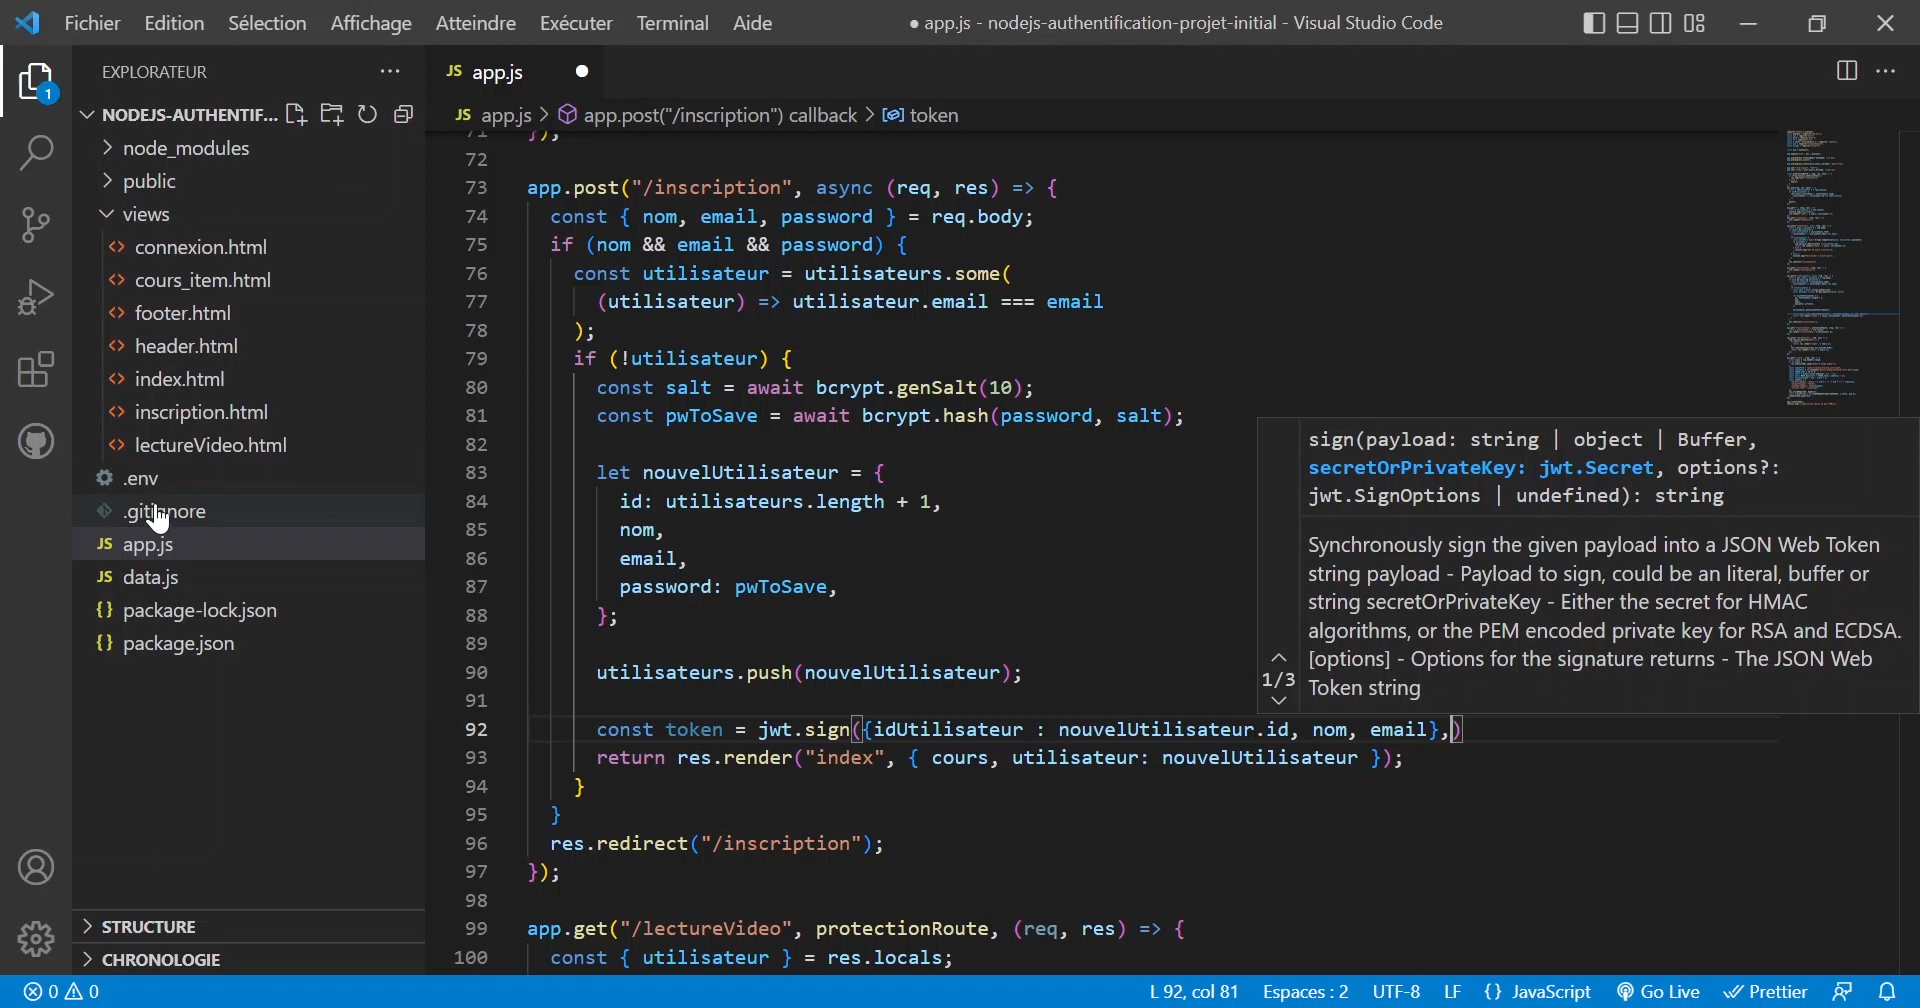 Fichier Edition Sélection Affichage Atteindre Exécuter Terminal Aide
● app.js - nodejs-authentification-projet-initial - Visual Studio Code
1
EXPLORATEUR
NODEJS-AUTHENTIF...
node_modules
public
views
<> connexion.html
<> cours_item.html
<> footer.html
<> header.html
<> index.html
<> inscription.html
<> lectureVideo.html
.env
.gitignore
JS app.js
JS data.js
{} package-lock.json
{} package.json
STRUCTURE
CHRONOLOGIE
JS app.js
JS app.js > app.post("/inscription") callback > token
71 });
72
73 app.post("/inscription", async (req, res) => {
74 const { nom, email, password } = req.body;
75 if (nom && email && password) {
76 const utilisateur = utilisateurs.some(
77 (utilisateur) => utilisateur.email === email
78 );
79 if (!utilisateur) {
80 const salt = await bcrypt.genSalt(10);
81 const pwToSave = await bcrypt.hash(password, salt);
82
83 let nouvelUtilisateur = {
84 id: utilisateurs.length + 1,
85 nom,
86 email,
87 password: pwToSave,
88 };
89
90 utilisateurs.push(nouvelUtilisateur);
91
92 const token = jwt.sign({idUtilisateur : nouvelUtilisateur.id, nom, email},)
93 return res.render("index", { cours, utilisateur: nouvelUtilisateur });
94 }
95 }
96 res.redirect("/inscription");
97 });
98
99 app.get("/lectureVideo", protectionRoute, (req, res) => {
100 const { utilisateur } = res.locals;
sign(payload: string | object | Buffer,
secretOrPrivateKey: jwt.Secret, options?:
jwt.SignOptions | undefined): string
Synchronously sign the given payload into a JSON Web Token
string payload - Payload to sign, could be an literal, buffer or
string secretOrPrivateKey - Either the secret for HMAC
algorithms, or the PEM encoded private key for RSA and ECDSA.
[options] - Options for the signature returns - The JSON Web
Token string
1/3
0 0
L 92, col 81 Espaces : 2 UTF-8 LF {} JavaScript Go Live Prettier